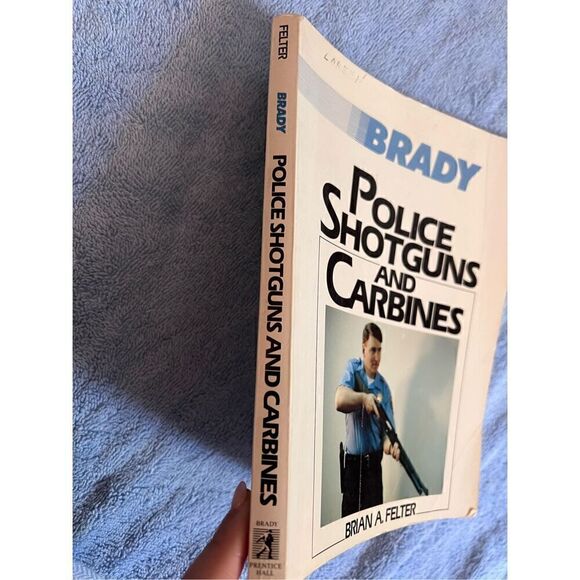 FELTER
BRADY
POLICE SHOTGUNS AND CARBINES
BRADY
PRENTICE
HALL
BRADY
POLICE
SHOTGUNS
AND
CARBINES
BRIAN A. FELTER